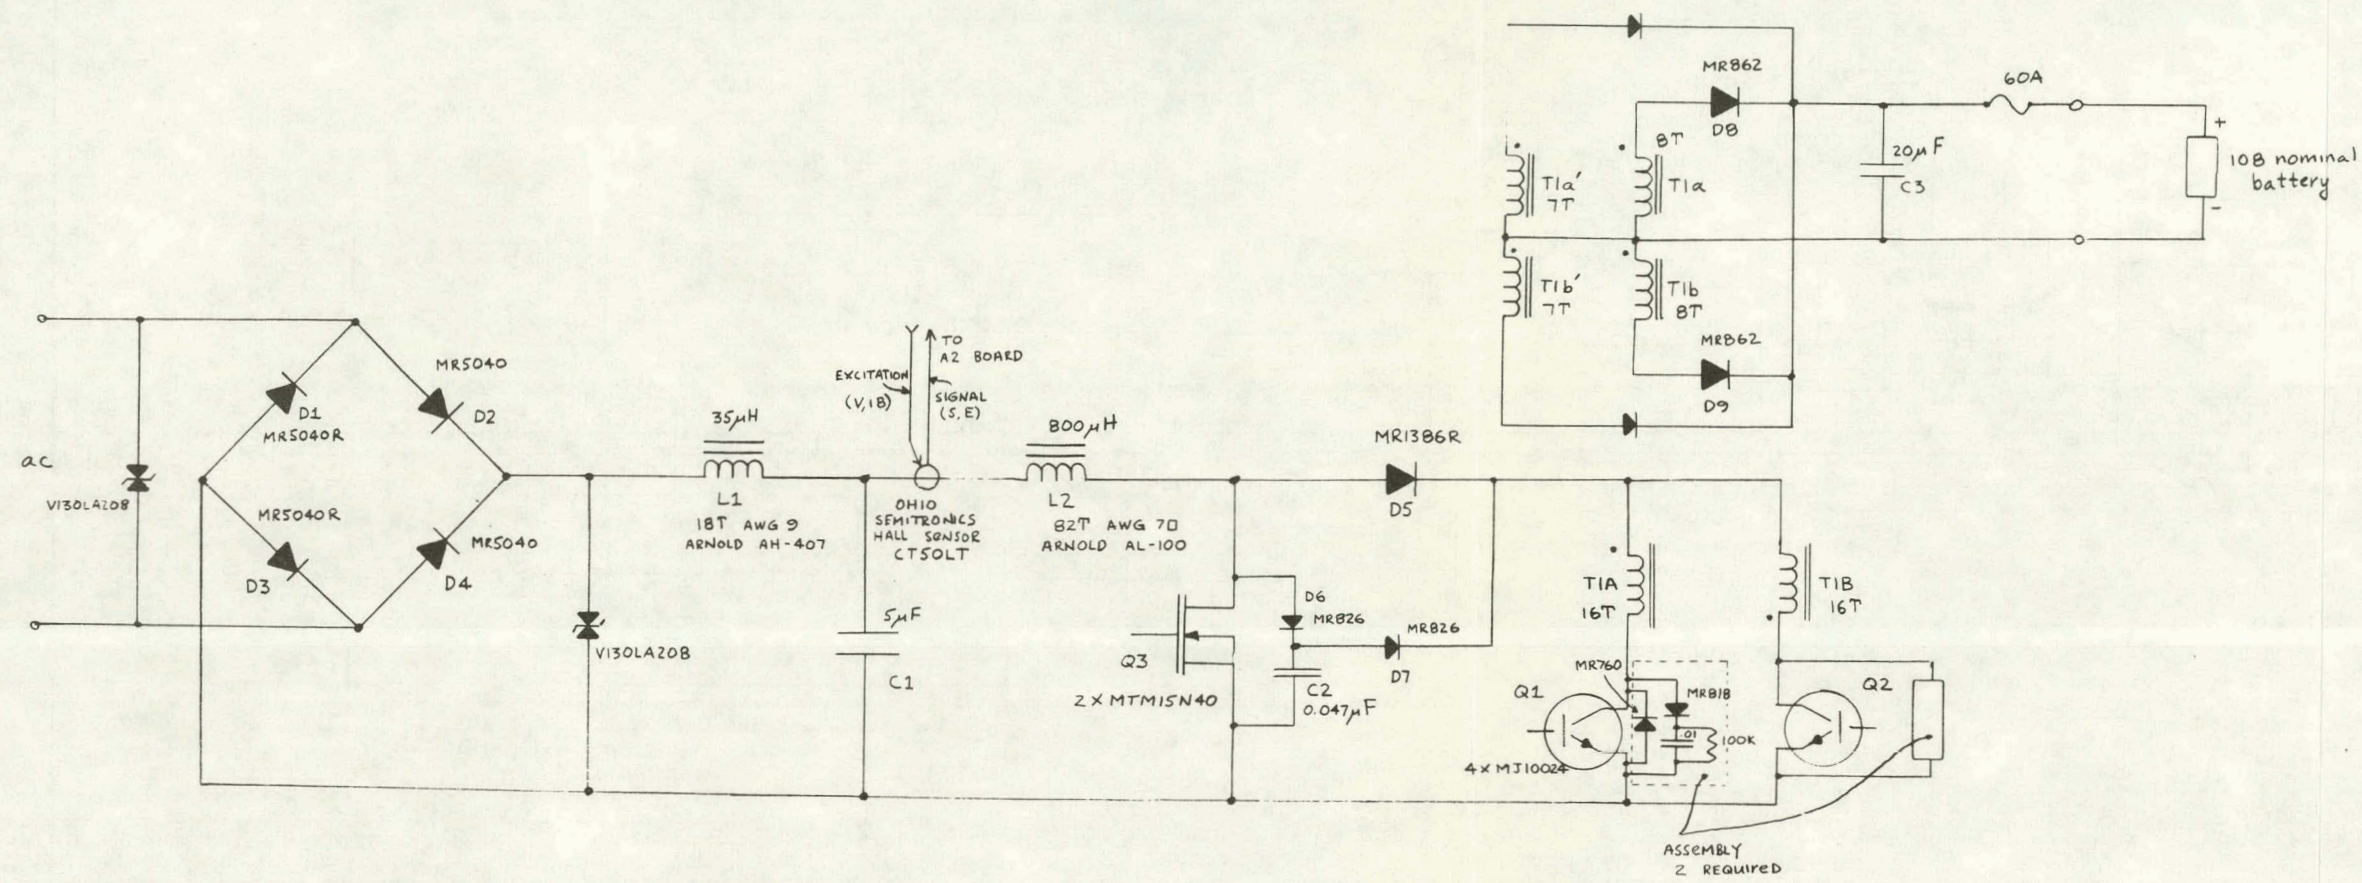 MR862
D8
60A
8T
20µF
C3
+
108 nominal
battery
-
T1a'
7T
T1a
T1b'
7T
T1b
8T
MR862
D9
ac
V130LA20B
D1
MR5040R
MR5040
D2
MR5040R
D3
MR5040
D4
V130LA20B
35µH
L1
18T AWG 9
ARNOLD AH-407
EXCITATION
(V, IB)
TO
A2 BOARD
SIGNAL
(S, E)
OHIO
SEMITRONICS
HALL SENSOR
CT50LT
800µH
L2
82T AWG 70
ARNOLD AL-100
5µF
C1
MR1386R
D5
D6
MR826
MR826
D7
Q3
2 X MTM15N40
C2
0.047µF
T1A
16T
T1B
16T
MR760
Q1
MR818
.01
100K
4 X MJ10024
Q2
ASSEMBLY
2 REQUIRED